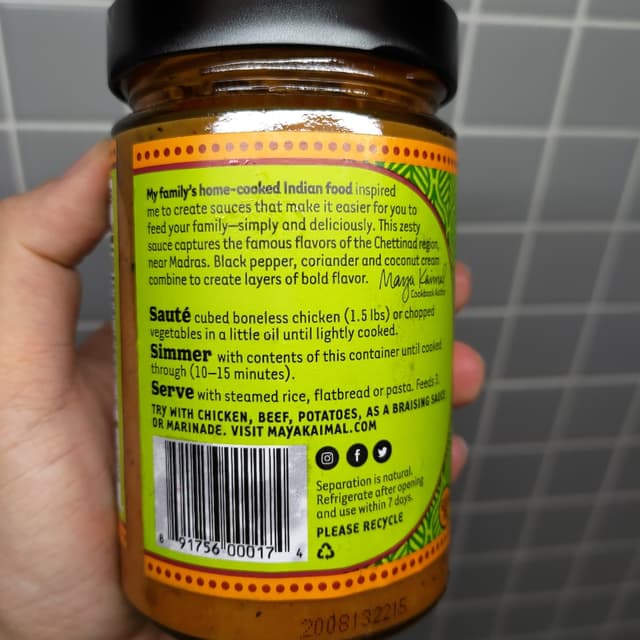 My family's home-cooked Indian food inspired
me to create sauces that make it easier for you to
feed your family—simply and deliciously. This zesty
sauce captures the famous flavors of the Chettinad region,
near Madras. Black pepper, coriander and coconut cream
combine to create layers of bold flavor. Maya Kaimal
Cookbook Author
Sauté cubed boneless chicken (1.5 lbs) or chopped
vegetables in a little oil until lightly cooked.
Simmer with contents of this container until cooked
through (10–15 minutes).
Serve with steamed rice, flatbread or pasta. Feeds 3.
TRY WITH CHICKEN, BEEF, POTATOES, AS A BRAISING SAUCE
OR MARINADE. VISIT MAYAKAIMAL.COM
Separation is natural.
Refrigerate after opening
and use within 7 days.
PLEASE RECYCLE
8 91756 00017 4
2008132215